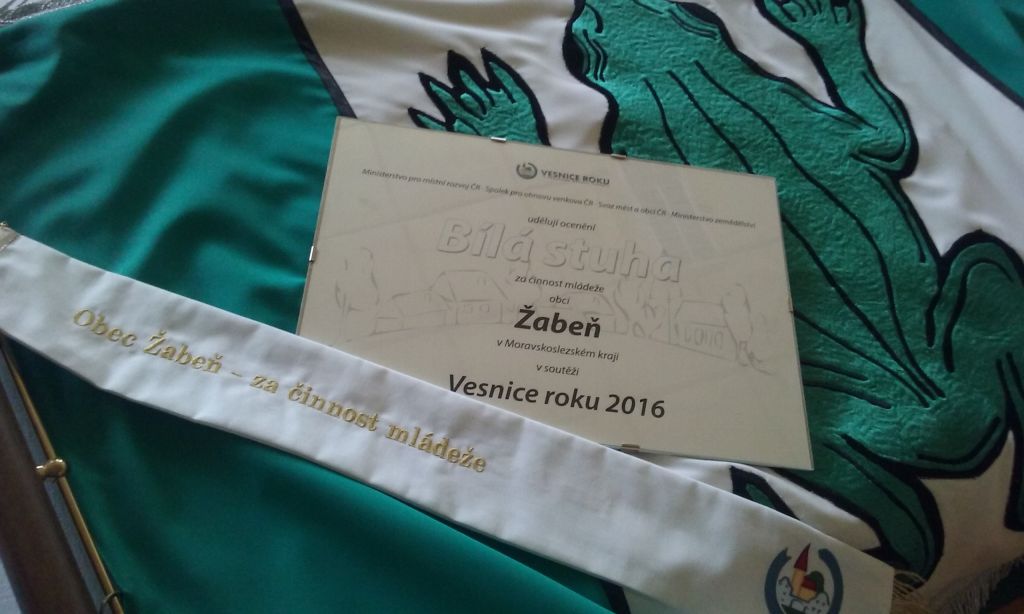 VESNICE ROKU
Ministerstvo pro místní rozvoj ČR · Spolek pro obnovu venkova ČR · Svaz měst a obcí ČR · Ministerstvo zemědělství
udělují ocenění
Bílá stuha
za činnost mládeže
obci
Žabeň
v Moravskoslezském kraji
v soutěži
Vesnice roku 2016
Obec Žabeň – za činnost mládeže